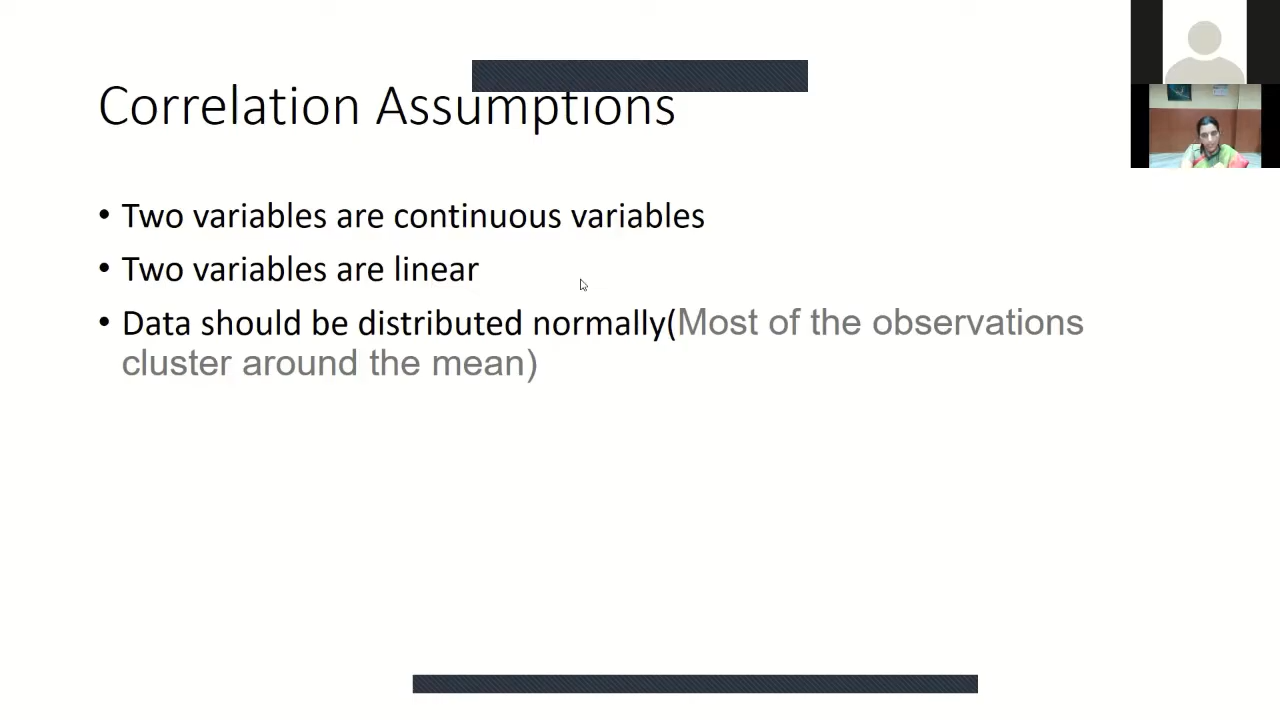 Correlation Assumptions
• Two variables are continuous variables
• Two variables are linear
• Data should be distributed normally(Most of the observations
cluster around the mean)